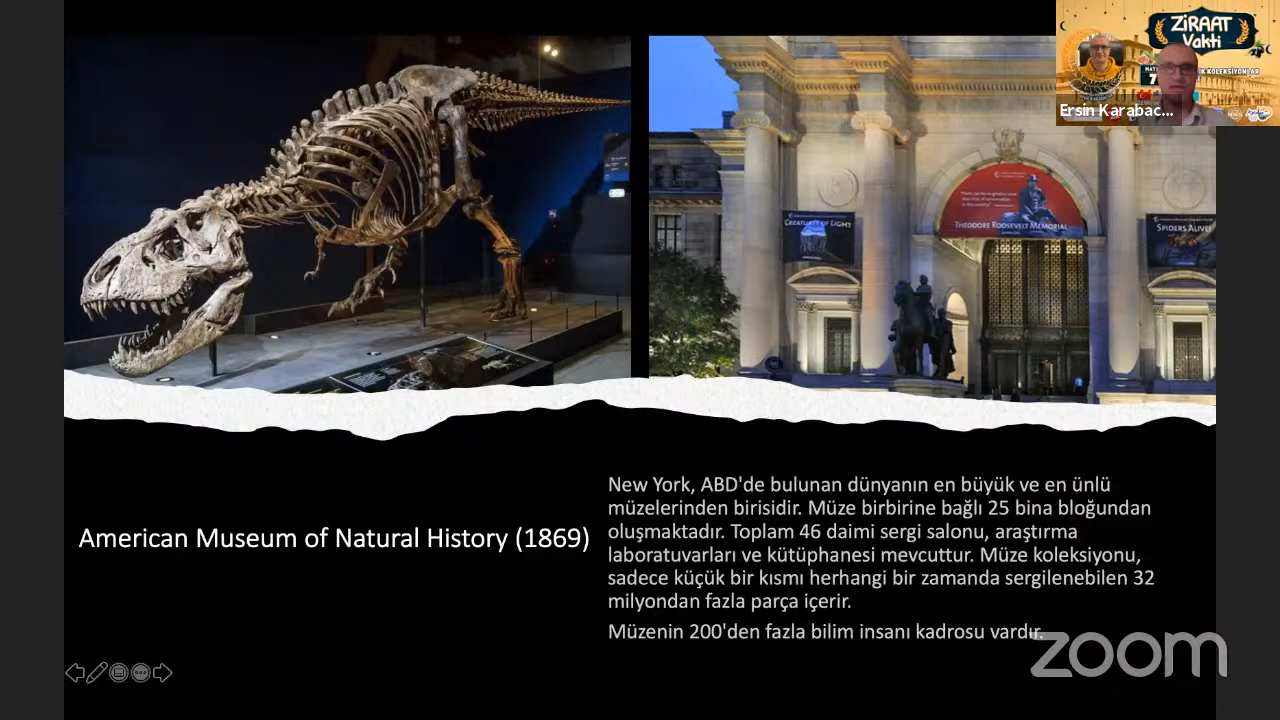 ZİRAAT
Vakti
Ersin Karabac...
CREATURES OF LIGHT
THEODORE ROOSEVELT MEMORIAL
SPIDERS ALIVE!
American Museum of Natural History (1869)
New York, ABD'de bulunan dünyanın en büyük ve en ünlü
müzelerinden birisidir. Müze birbirine bağlı 25 bina bloğundan
oluşmaktadır. Toplam 46 daimi sergi salonu, araştırma
laboratuvarları ve kütüphanesi mevcuttur. Müze koleksiyonu,
sadece küçük bir kısmı herhangi bir zamanda sergilenebilen 32
milyondan fazla parça içerir.
Müzenin 200'den fazla bilim insanı kadrosu vardır.
zoom